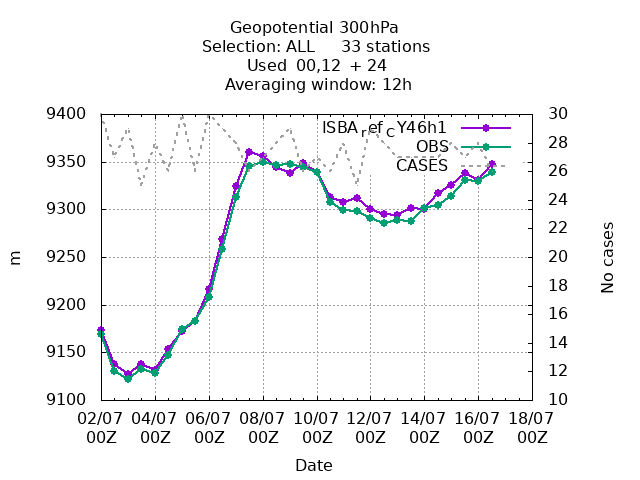 Geopotential 300hPa
Selection: ALL 33 stations
Used 00,12 + 24
Averaging window: 12h
ISBA_ref_C Y46h1
OBS
CASES
9400
9350
9300
9250
9200
9150
9100
m
30
28
26
24
22
20
18
16
14
12
10
No cases
02/07 04/07 06/07 08/07 10/07 12/07 14/07 16/07 18/07
00Z 00Z 00Z 00Z 00Z 00Z 00Z 00Z 00Z
Date